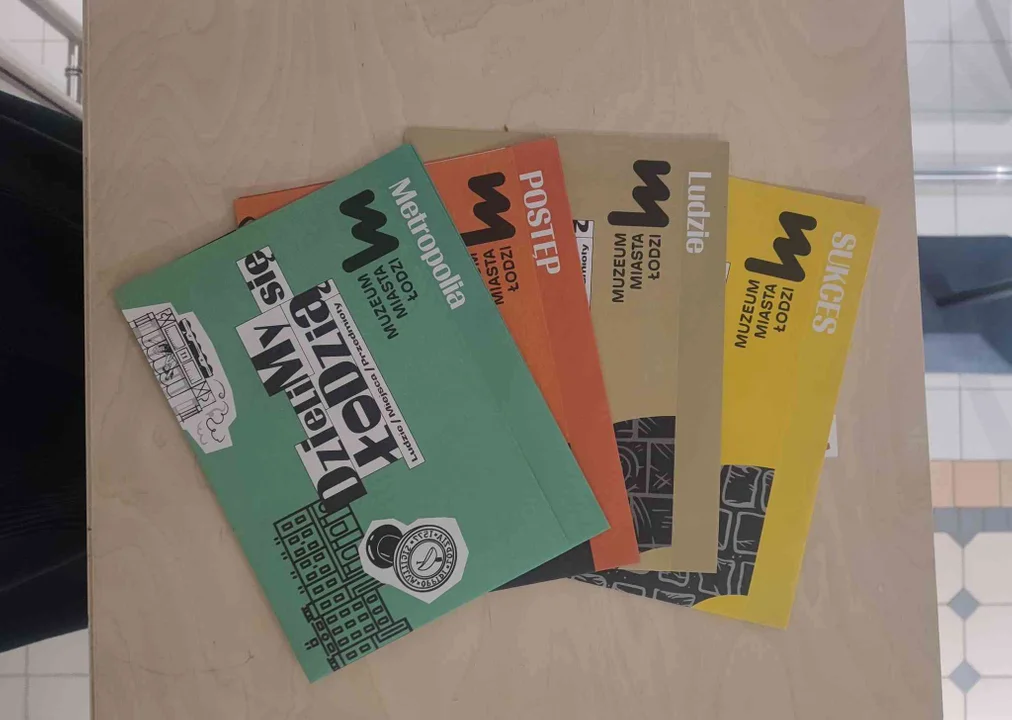 Metropolia
MUZEUM
MIASTA
ŁODZI
DzieliMy się
ŁoDzią
Ludzie / Miejsca / Przedmioty
POSTĘP
MIASTA
ŁODZI
Ludzie
MUZEUM
MIASTA
ŁODZI
SUKCES
MUZEUM
MIASTA
ŁODZI